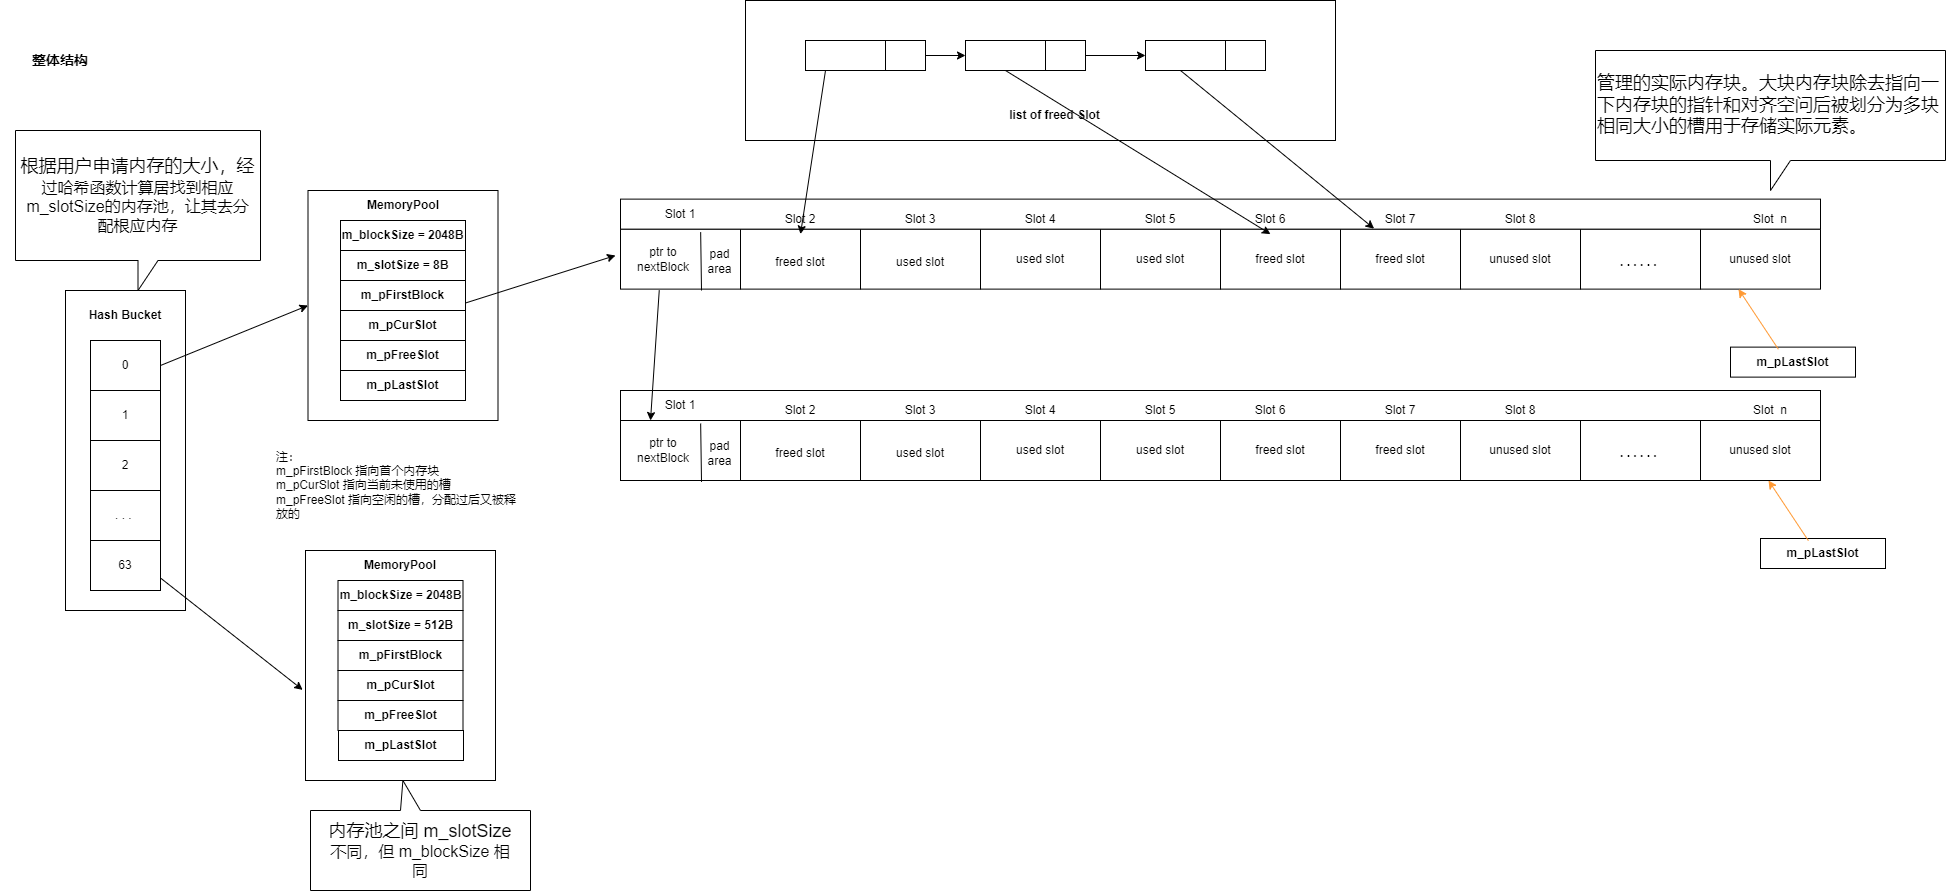 整体结构
根据用户申请内存的大小，经
过哈希函数计算居找到相应
m_slotSize的内存池，让其去分
配根应内存
Hash Bucket
0
1
2
. . .
63
MemoryPool
m_blockSize = 2048B
m_slotSize = 8B
m_pFirstBlock
m_pCurSlot
m_pFreeSlot
m_pLastSlot
注：
m_pFirstBlock 指向首个内存块
m_pCurSlot 指向当前未使用的槽
m_pFreeSlot 指向空闲的槽，分配过后又被释
放的
MemoryPool
m_blockSize = 2048B
m_slotSize = 512B
m_pFirstBlock
m_pCurSlot
m_pFreeSlot
m_pLastSlot
内存池之间 m_slotSize
不同，但 m_blockSize 相
同
list of freed Slot
管理的实际内存块。大块内存块除去指向一
下内存块的指针和对齐空问后被划分为多块
相同大小的槽用于存储实际元素。
Slot 1 Slot 2 Slot 3 Slot 4 Slot 5 Slot 6 Slot 7 Slot 8 Slot n
ptr to
nextBlock
pad
area
freed slot used slot used slot used slot freed slot freed slot unused slot ...... unused slot
m_pLastSlot
Slot 1 Slot 2 Slot 3 Slot 4 Slot 5 Slot 6 Slot 7 Slot 8 Slot n
ptr to
nextBlock
pad
area
freed slot used slot used slot used slot freed slot freed slot unused slot ...... unused slot
m_pLastSlot